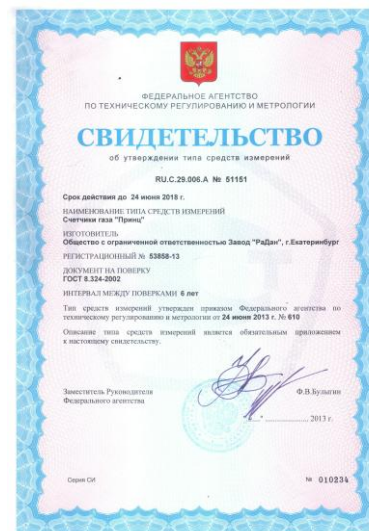 ФЕДЕРАЛЬНОЕ АГЕНТСТВО
ПО ТЕХНИЧЕСКОМУ РЕГУЛИРОВАНИЮ И МЕТРОЛОГИИ
СВИДЕТЕЛЬСТВО
об утверждении типа средств измерений
RU.C.29.006.A № 51151
Срок действия до 24 июня 2018 г.
НАИМЕНОВАНИЕ ТИПА СРЕДСТВ ИЗМЕРЕНИЙ
Счетчики газа "Принц"
ИЗГОТОВИТЕЛЬ
Общество с ограниченной ответственностью Завод "РаДан", г.Екатеринбург
РЕГИСТРАЦИОННЫЙ № 53858-13
ДОКУМЕНТ НА ПОВЕРКУ
ГОСТ 8.324-2002
ИНТЕРВАЛ МЕЖДУ ПОВЕРКАМИ 6 лет
Тип средств измерений утвержден приказом Федерального агентства по
техническому регулированию и метрологии от 24 июня 2013 г. № 610
Описание типа средств измерений является обязательным приложением
к настоящему свидетельству.
Заместитель Руководителя
Федерального агентства
Ф.В.Булыгин
2013 г.
Серия СИ
№ 010234